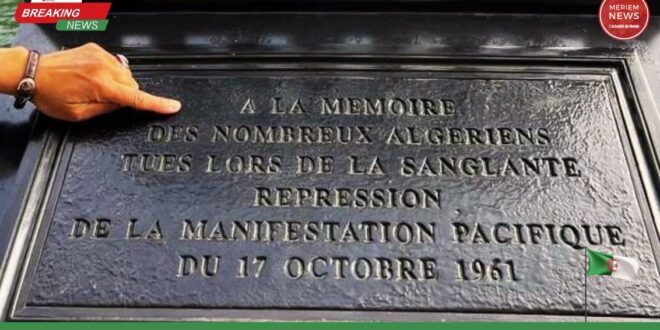 BREAKING
NEWS
MERIEM
NEWS
A LA MEMOIRE
DES NOMBREUX ALGERIENS
TUES LORS DE LA SANGLANTE
REPRESSION
DE LA MANIFESTATION PACIFIQUE
DU 17 OCTOBRE 1961